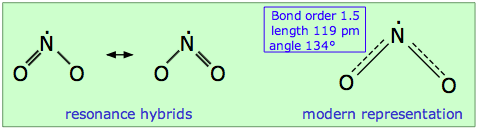 N
O
O
N
O
O
resonance hybrids
Bond order 1.5
length 119 pm
angle 134°
N
O
O
modern representation